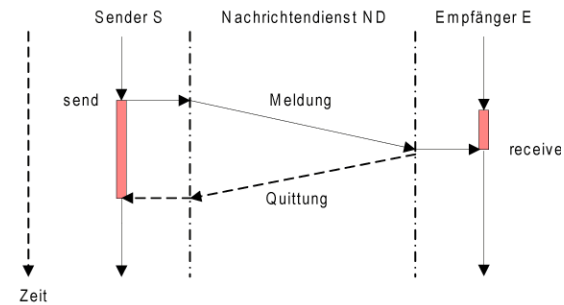 Sender S
Nachrichtendienst ND
Empfänger E
send
Meldung
receive
Quittung
Zeit